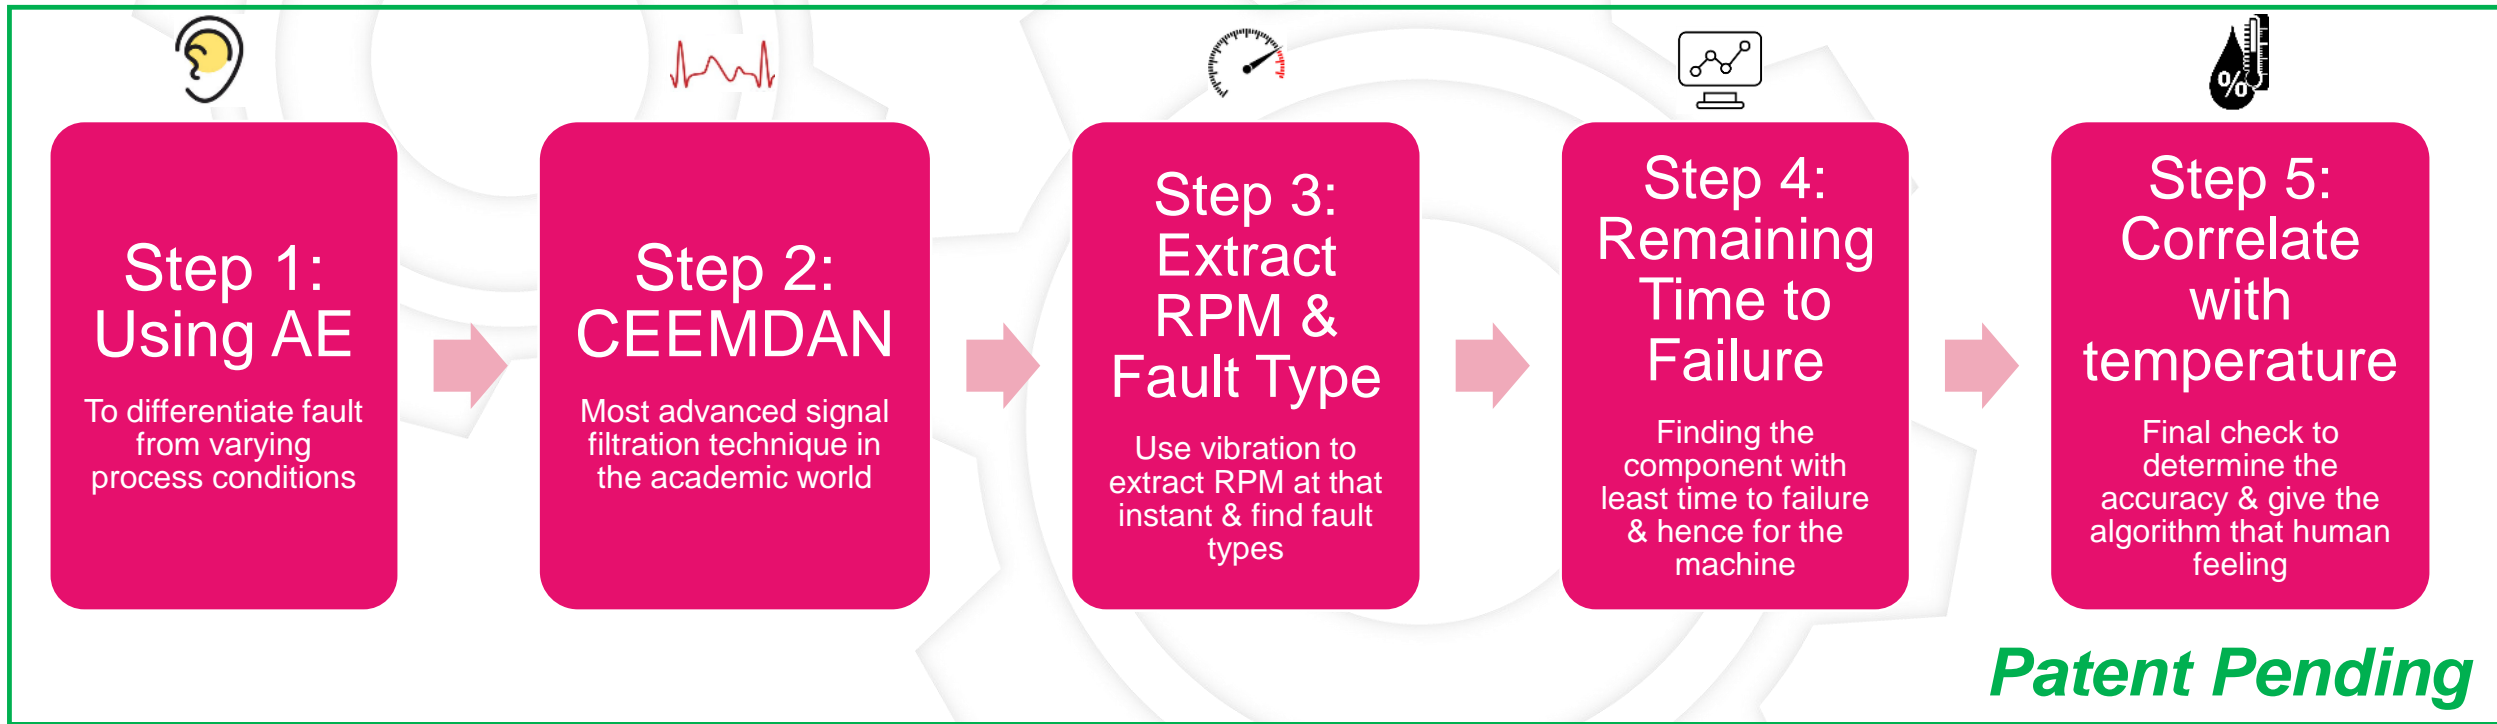 Step 1:
Using AE
To differentiate fault
from varying
process conditions
Step 2:
CEEMDAN
Most advanced signal
filtration technique in
the academic world
Step 3:
Extract
RPM &
Fault Type
Use vibration to
extract RPM at that
instant & find fault
types
Step 4:
Remaining
Time to
Failure
Finding the
component with
least time to failure
& hence for the
machine
%
Step 5:
Correlate
with
temperature
Final check to
determine the
accuracy & give the
algorithm that human
feeling
Patent Pending